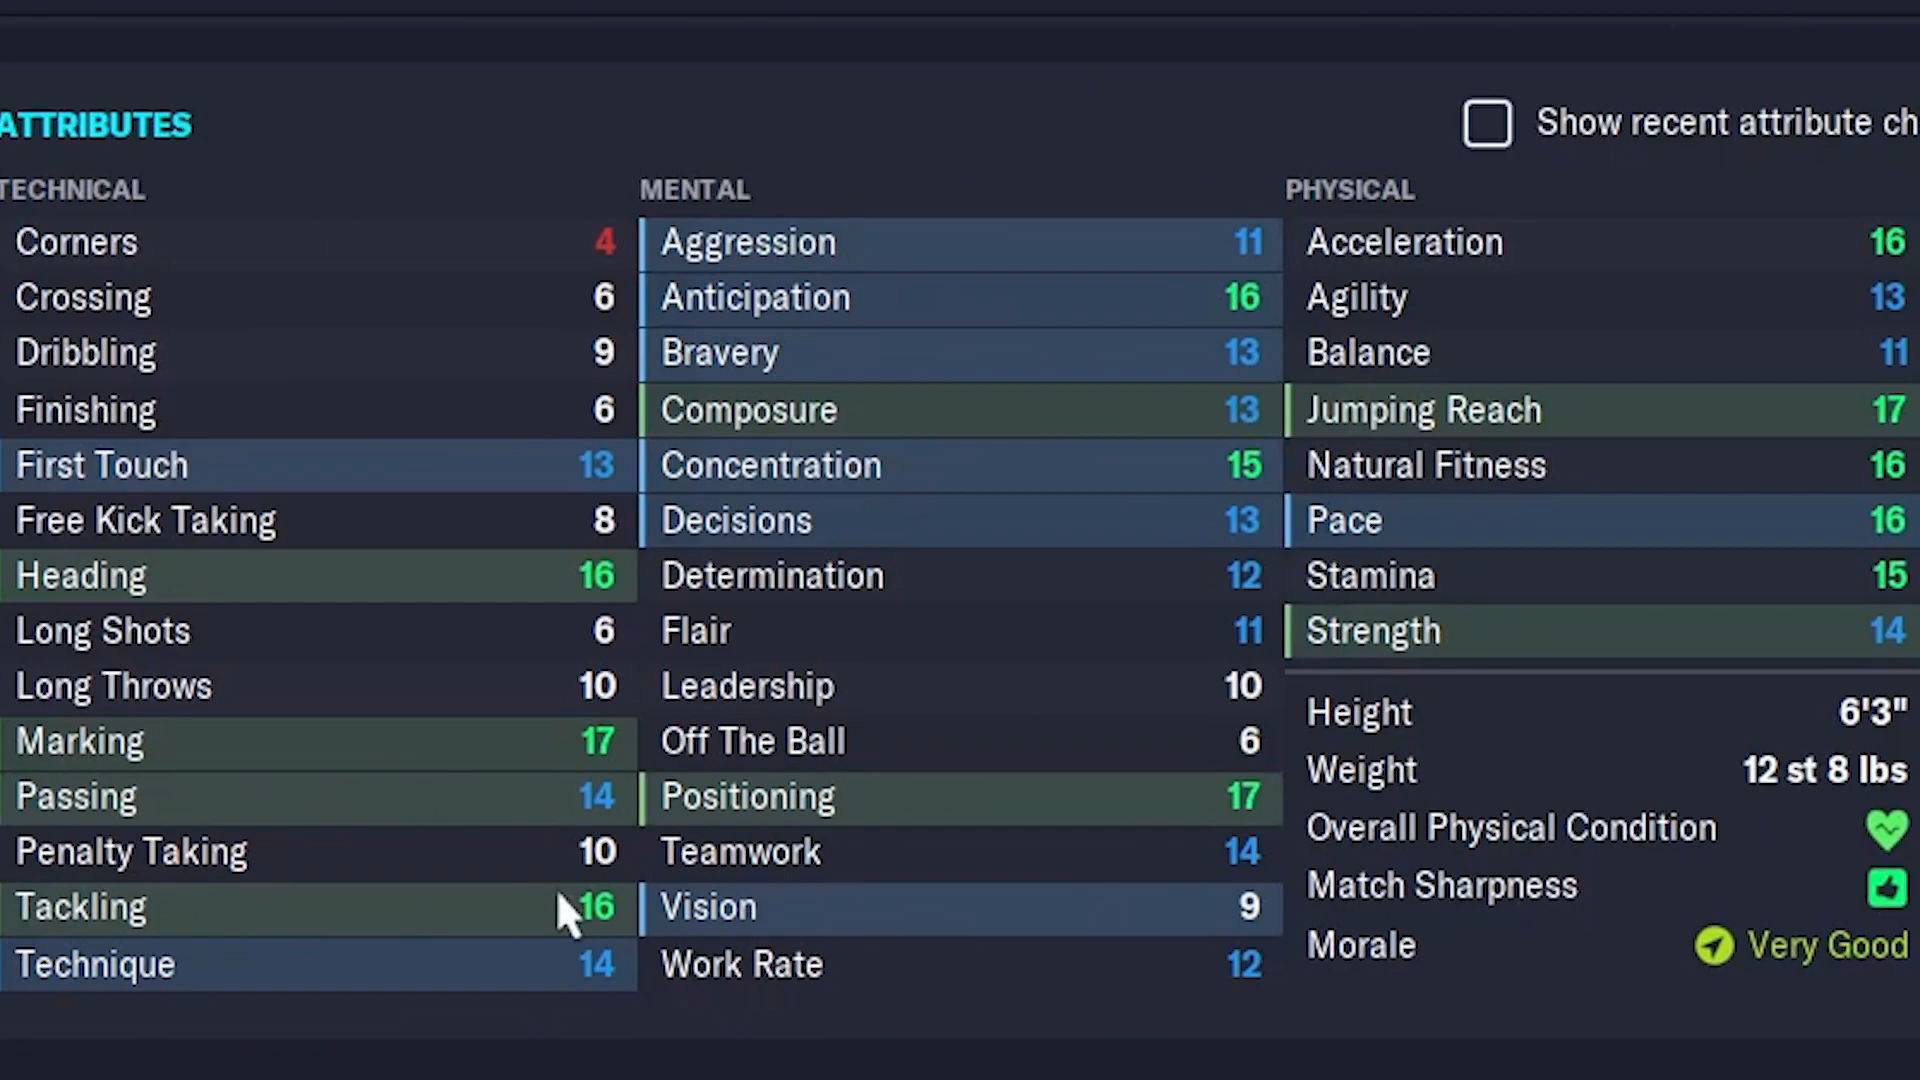 ATTRIBUTES
Show recent attribute ch
TECHNICAL
Corners 4
Crossing 6
Dribbling 9
Finishing 6
First Touch 13
Free Kick Taking 8
Heading 16
Long Shots 6
Long Throws 10
Marking 17
Passing 14
Penalty Taking 10
Tackling 16
Technique 14
MENTAL
Aggression 11
Anticipation 16
Bravery 13
Composure 13
Concentration 15
Decisions 13
Determination 12
Flair 11
Leadership 10
Off The Ball 6
Positioning 17
Teamwork 14
Vision 9
Work Rate 12
PHYSICAL
Acceleration 16
Agility 13
Balance 11
Jumping Reach 17
Natural Fitness 16
Pace 16
Stamina 15
Strength 14
Height 6'3"
Weight 12 st 8 lbs
Overall Physical Condition
Match Sharpness
Morale Very Good